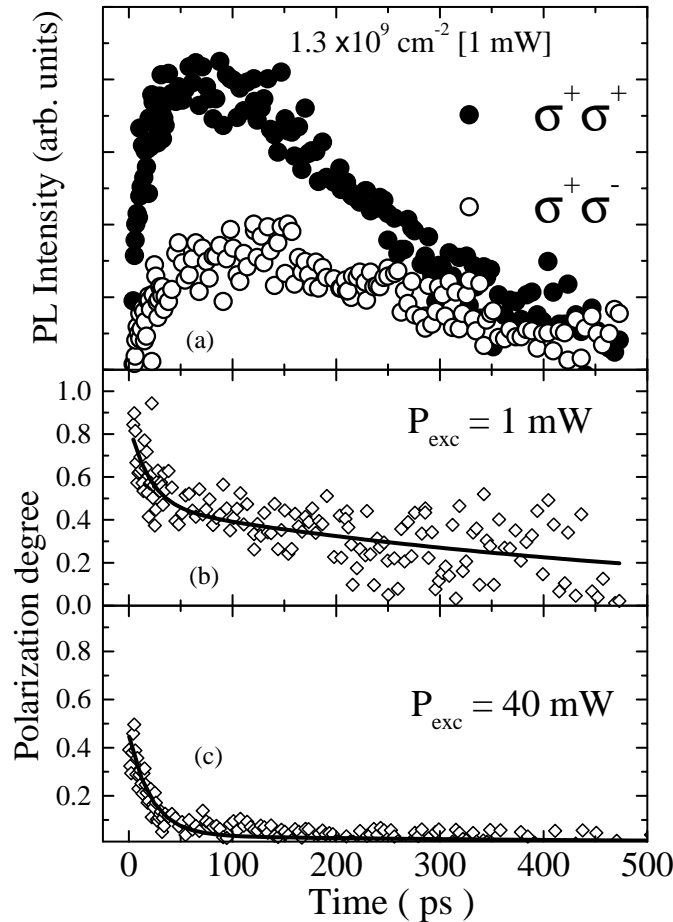 1.3 x10⁹ cm⁻² [1 mW]
σ⁺σ⁺
σ⁺σ⁻
PL Intensity (arb. units)
(a)
1.0
0.8
0.6
0.4
0.2
0.0
P_exc = 1 mW
(b)
Polarization degree
0.8
0.6
0.4
0.2
P_exc = 40 mW
(c)
0 100 200 300 400 500
Time ( ps )